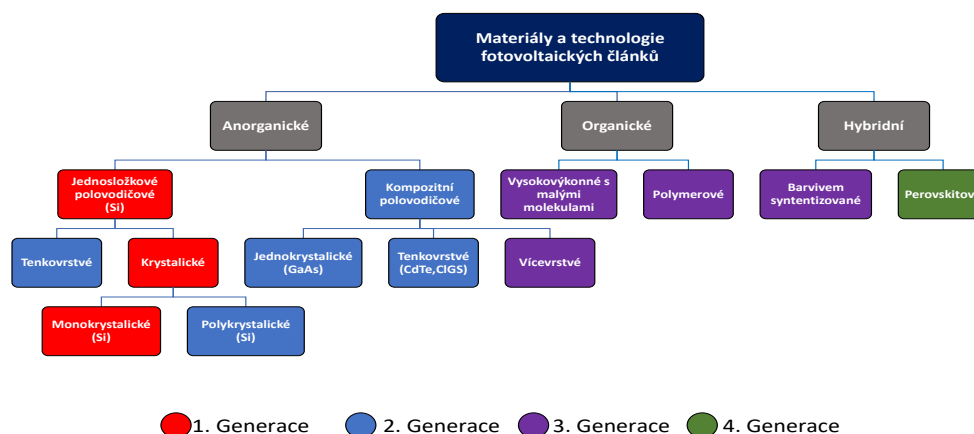 Materiály a technologie
fotovoltaických článků
Anorganické
Organické
Hybridní
Jednosložkové
polovodičové
(Si)
Kompozitní
polovodičové
Vysokovýkonné s
malými
molekulami
Polymerové
Barvivem
syntentizované
Perovskitov
Tenkovrstvé
Krystalické
Jednokrystalické
(GaAs)
Tenkovrstvé
(CdTe,CIGS)
Vícevrstvé
Monokrystalické
(Si)
Polykrystalické
(Si)
1. Generace
2. Generace
3. Generace
4. Generace